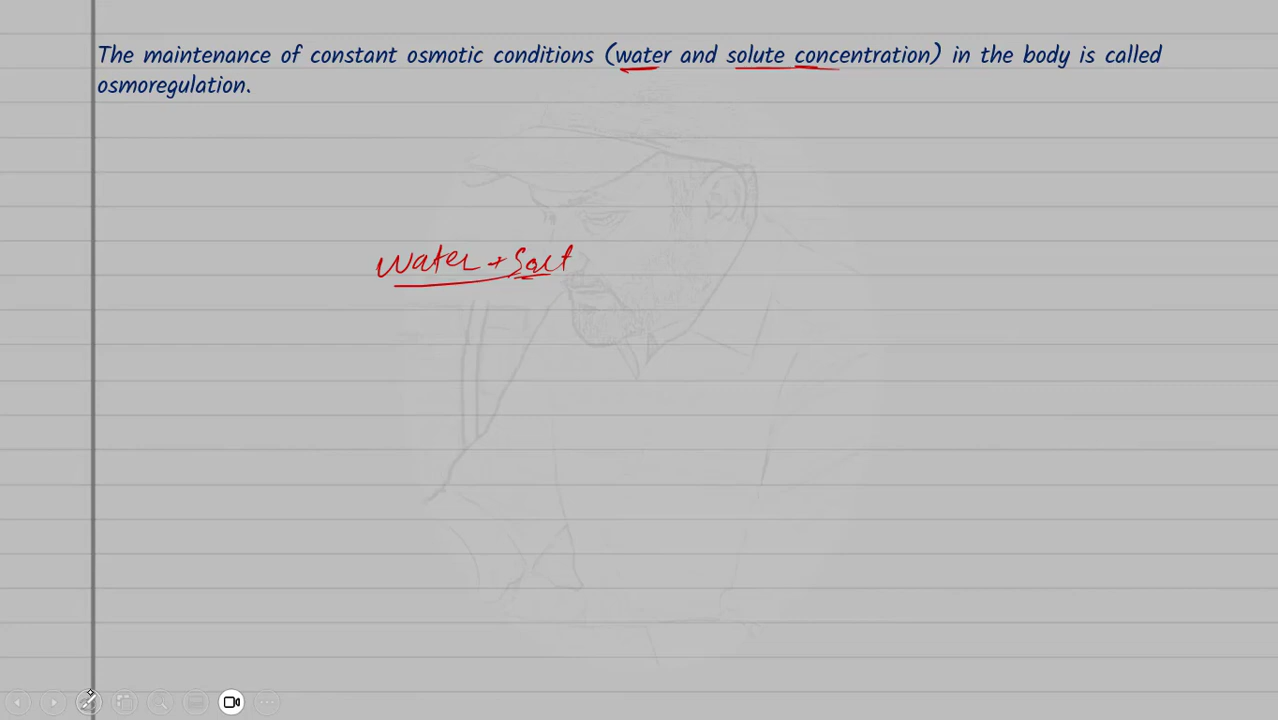 The maintenance of constant osmotic conditions (water and solute concentration) in the body is called
osmoregulation.
Water + Salt